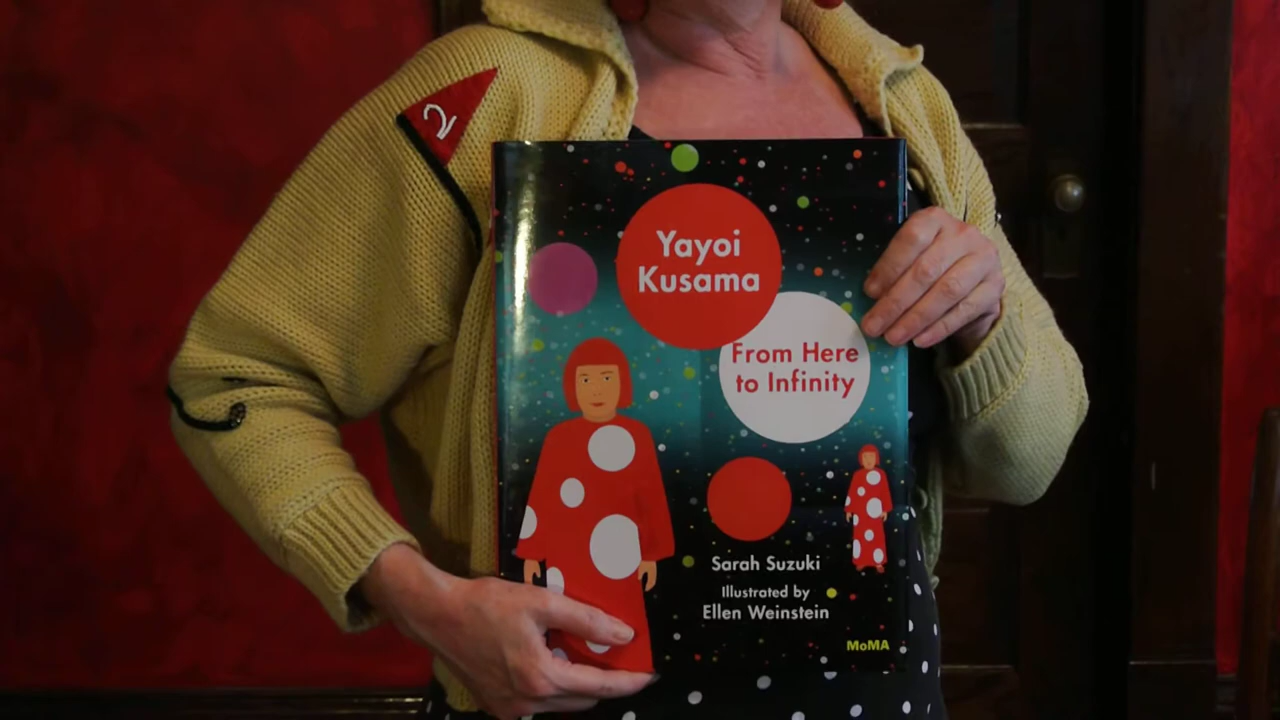 2
Yayoi
Kusama
From Here
to Infinity
Sarah Suzuki
Illustrated by
Ellen Weinstein
MoMA